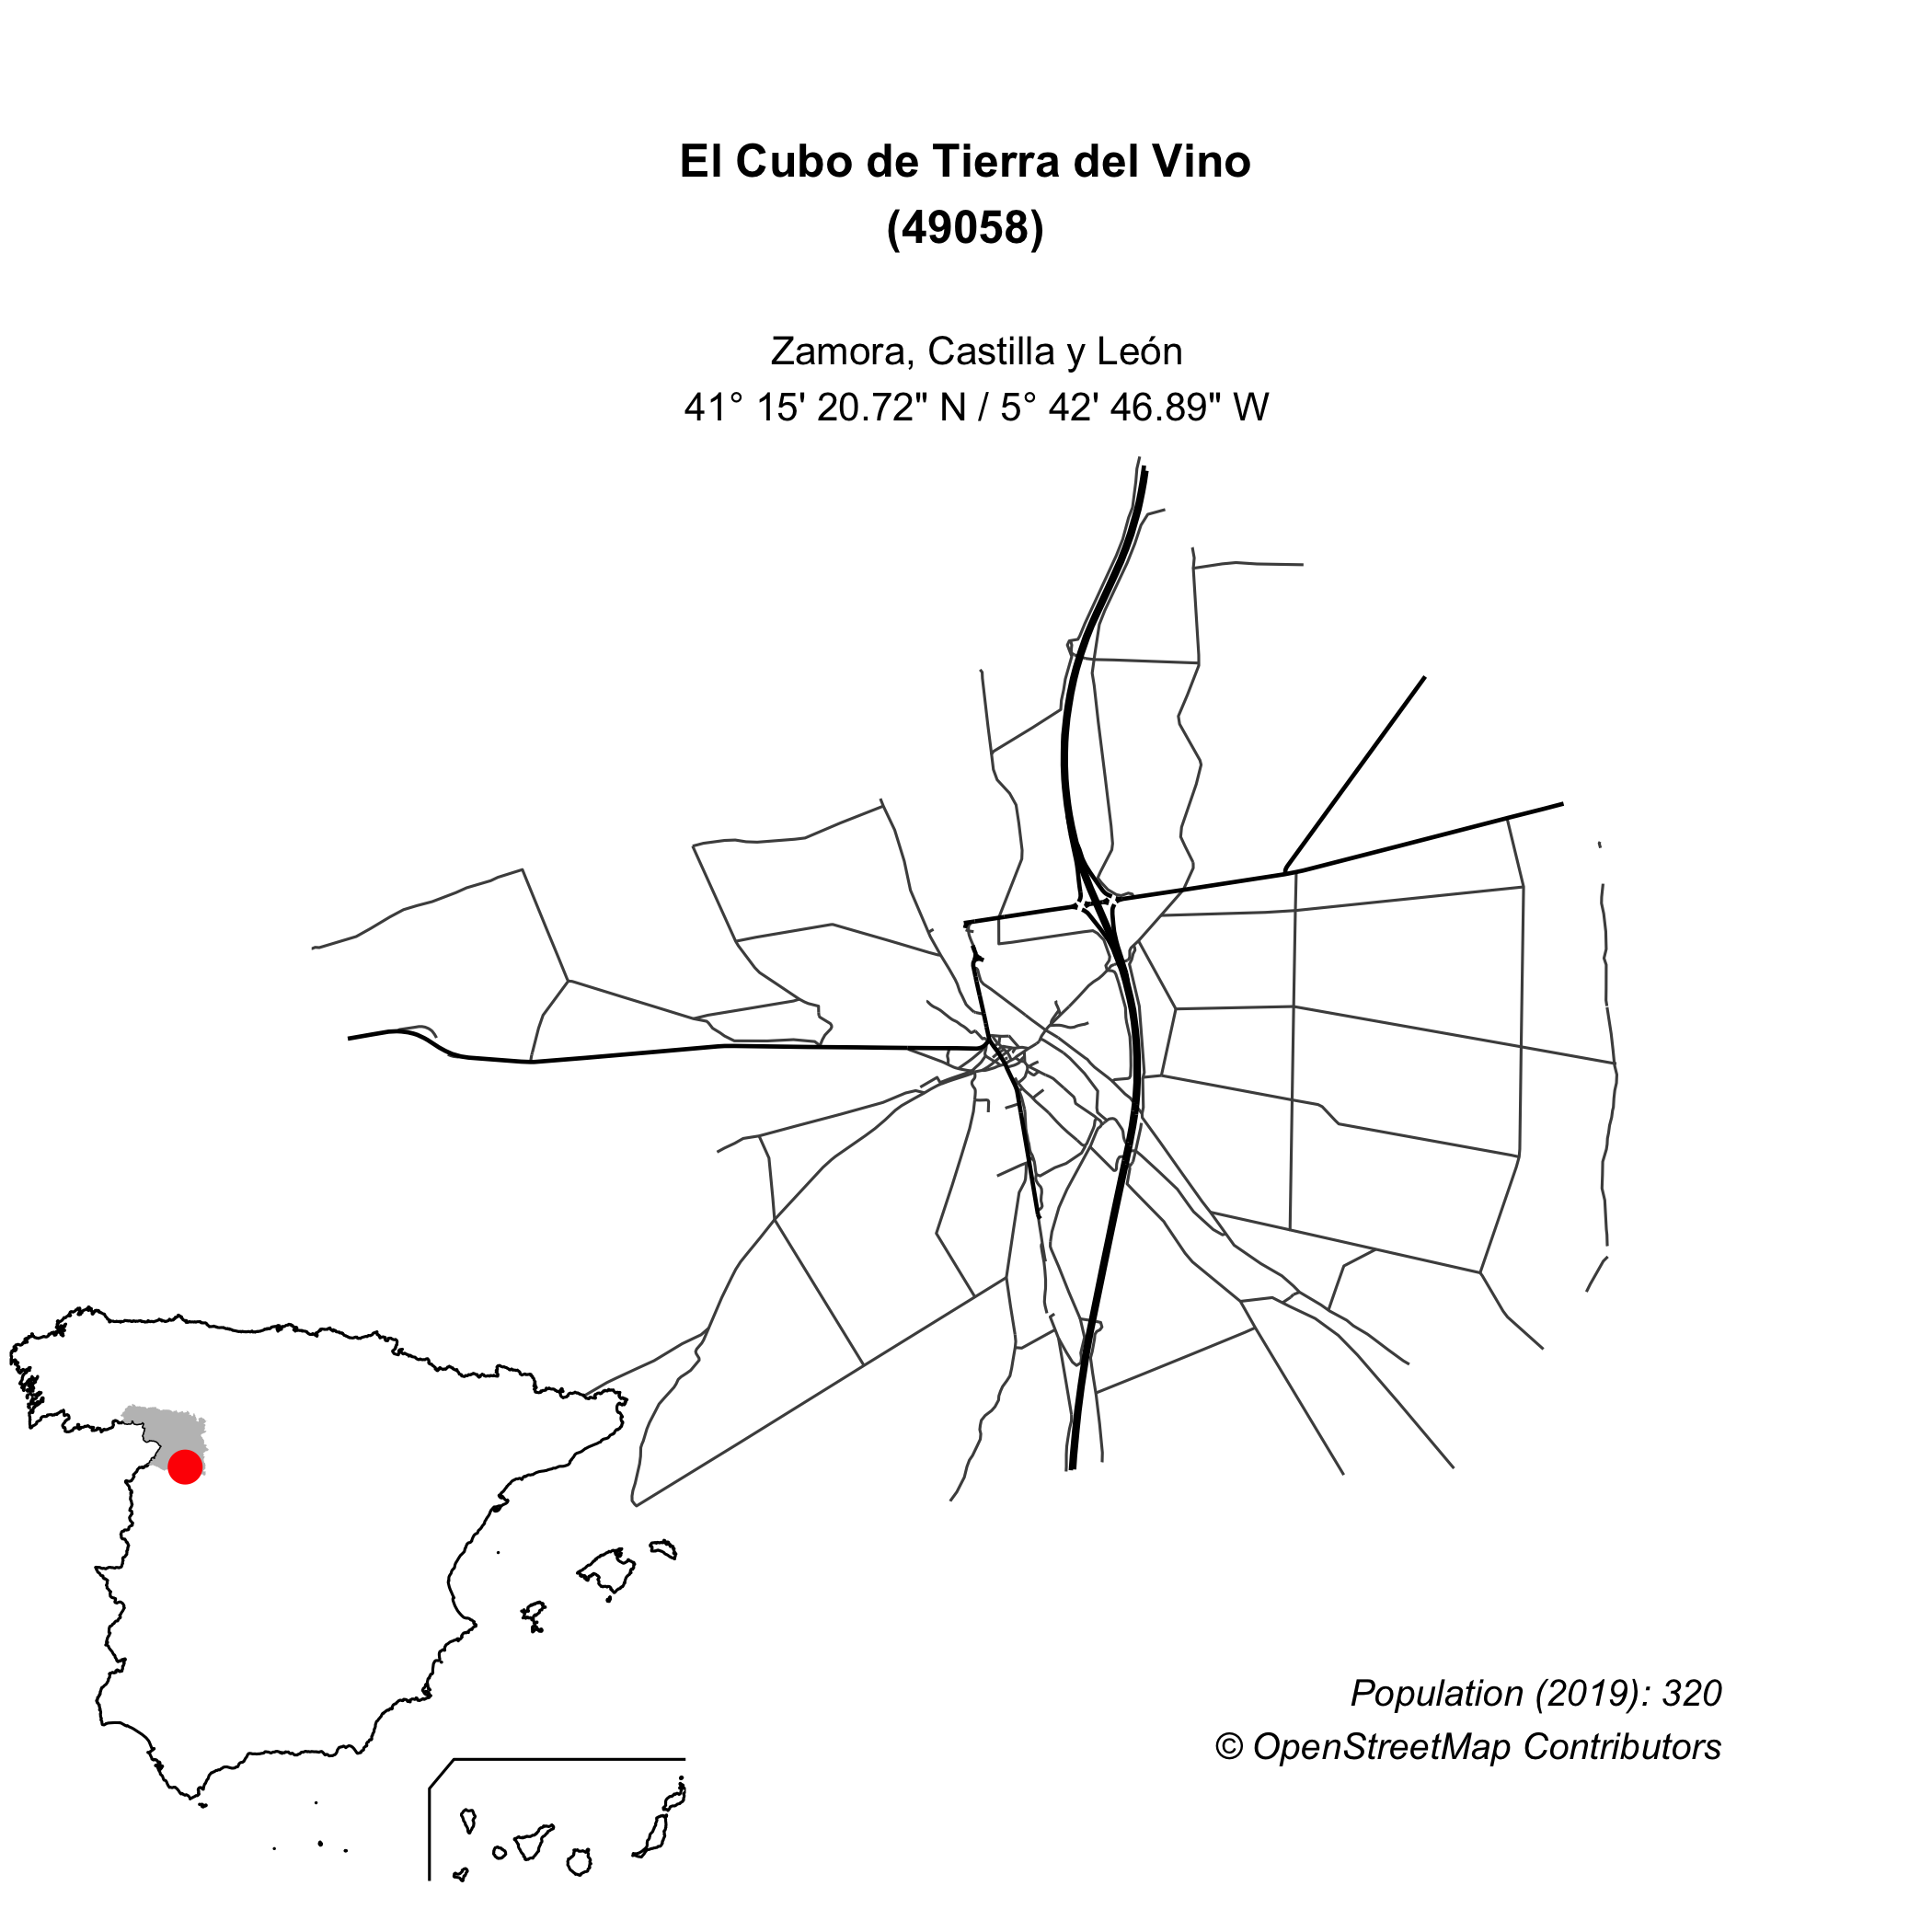 El Cubo de Tierra del Vino
(49058)
Zamora, Castilla y León
41° 15' 20.72" N / 5° 42' 46.89" W
Population (2019): 320
© OpenStreetMap Contributors